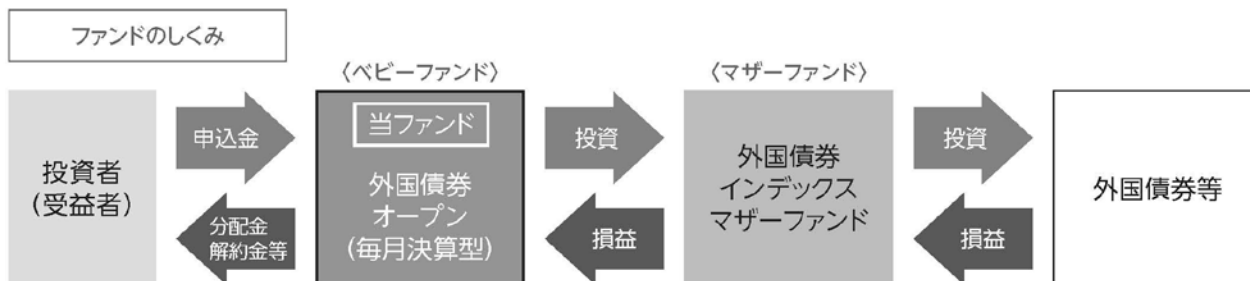 ファンドのしくみ
〈ベビーファンド〉
〈マザーファンド〉
投資者
(受益者)
申込金
分配金
解約金等
当ファンド
外国債券
オープン
(毎月決算型)
投資
損益
外国債券
インデックス
マザーファンド
投資
損益
外国債券等